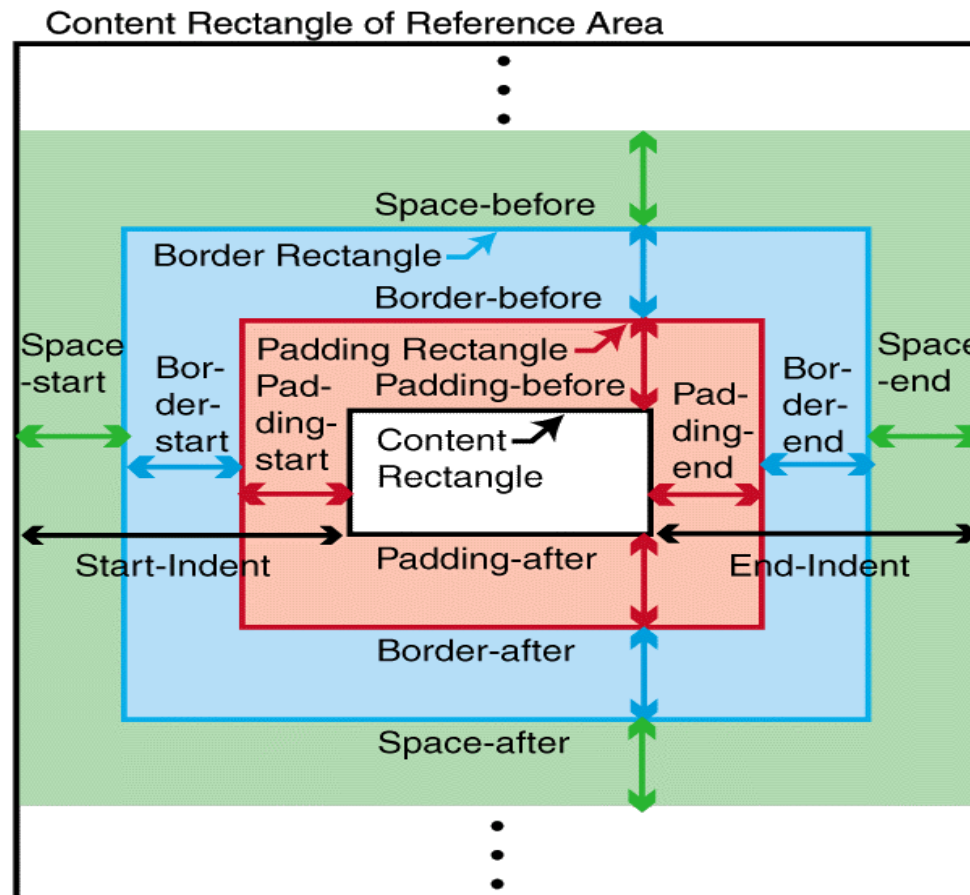 Content Rectangle of Reference Area
Space-before
Border Rectangle
Border-before
Space
-start
Bor-
der-
start
Padding Rectangle
Padding-before
Pad-
ding-
start
Content
Rectangle
Pad-
ding-
end
Bor-
der-
end
Space
-end
Start-Indent
Padding-after
End-Indent
Border-after
Space-after